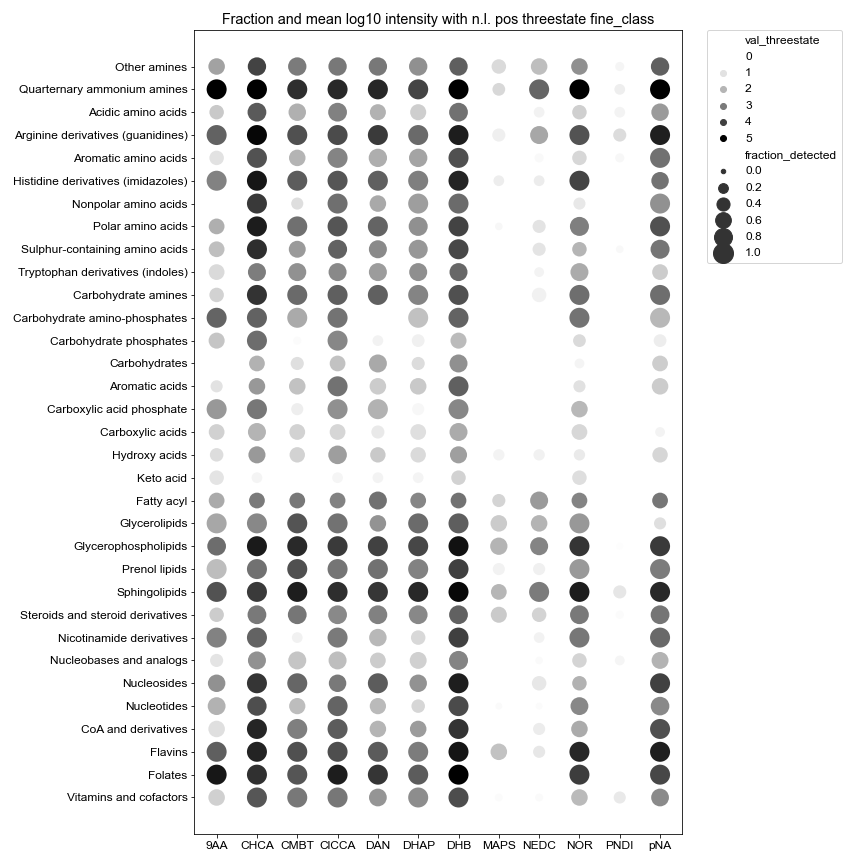 Fraction and mean log10 intensity with n.l. pos threestate fine_class
Other amines
Quarternary ammonium amines
Acidic amino acids
Arginine derivatives (guanidines)
Aromatic amino acids
Histidine derivatives (imidazoles)
Nonpolar amino acids
Polar amino acids
Sulphur-containing amino acids
Tryptophan derivatives (indoles)
Carbohydrate amines
Carbohydrate amino-phosphates
Carbohydrate phosphates
Carbohydrates
Aromatic acids
Carboxylic acid phosphate
Carboxylic acids
Hydroxy acids
Keto acid
Fatty acyl
Glycerolipids
Glycerophospholipids
Prenol lipids
Sphingolipids
Steroids and steroid derivatives
Nicotinamide derivatives
Nucleobases and analogs
Nucleosides
Nucleotides
CoA and derivatives
Flavins
Folates
Vitamins and cofactors
9AA CHCA CMBT ClCCA DAN DHAP DHB MAPS NEDC NOR PNDI pNA
val_threestate
0
1
2
3
4
5
fraction_detected
0.0
0.2
0.4
0.6
0.8
1.0